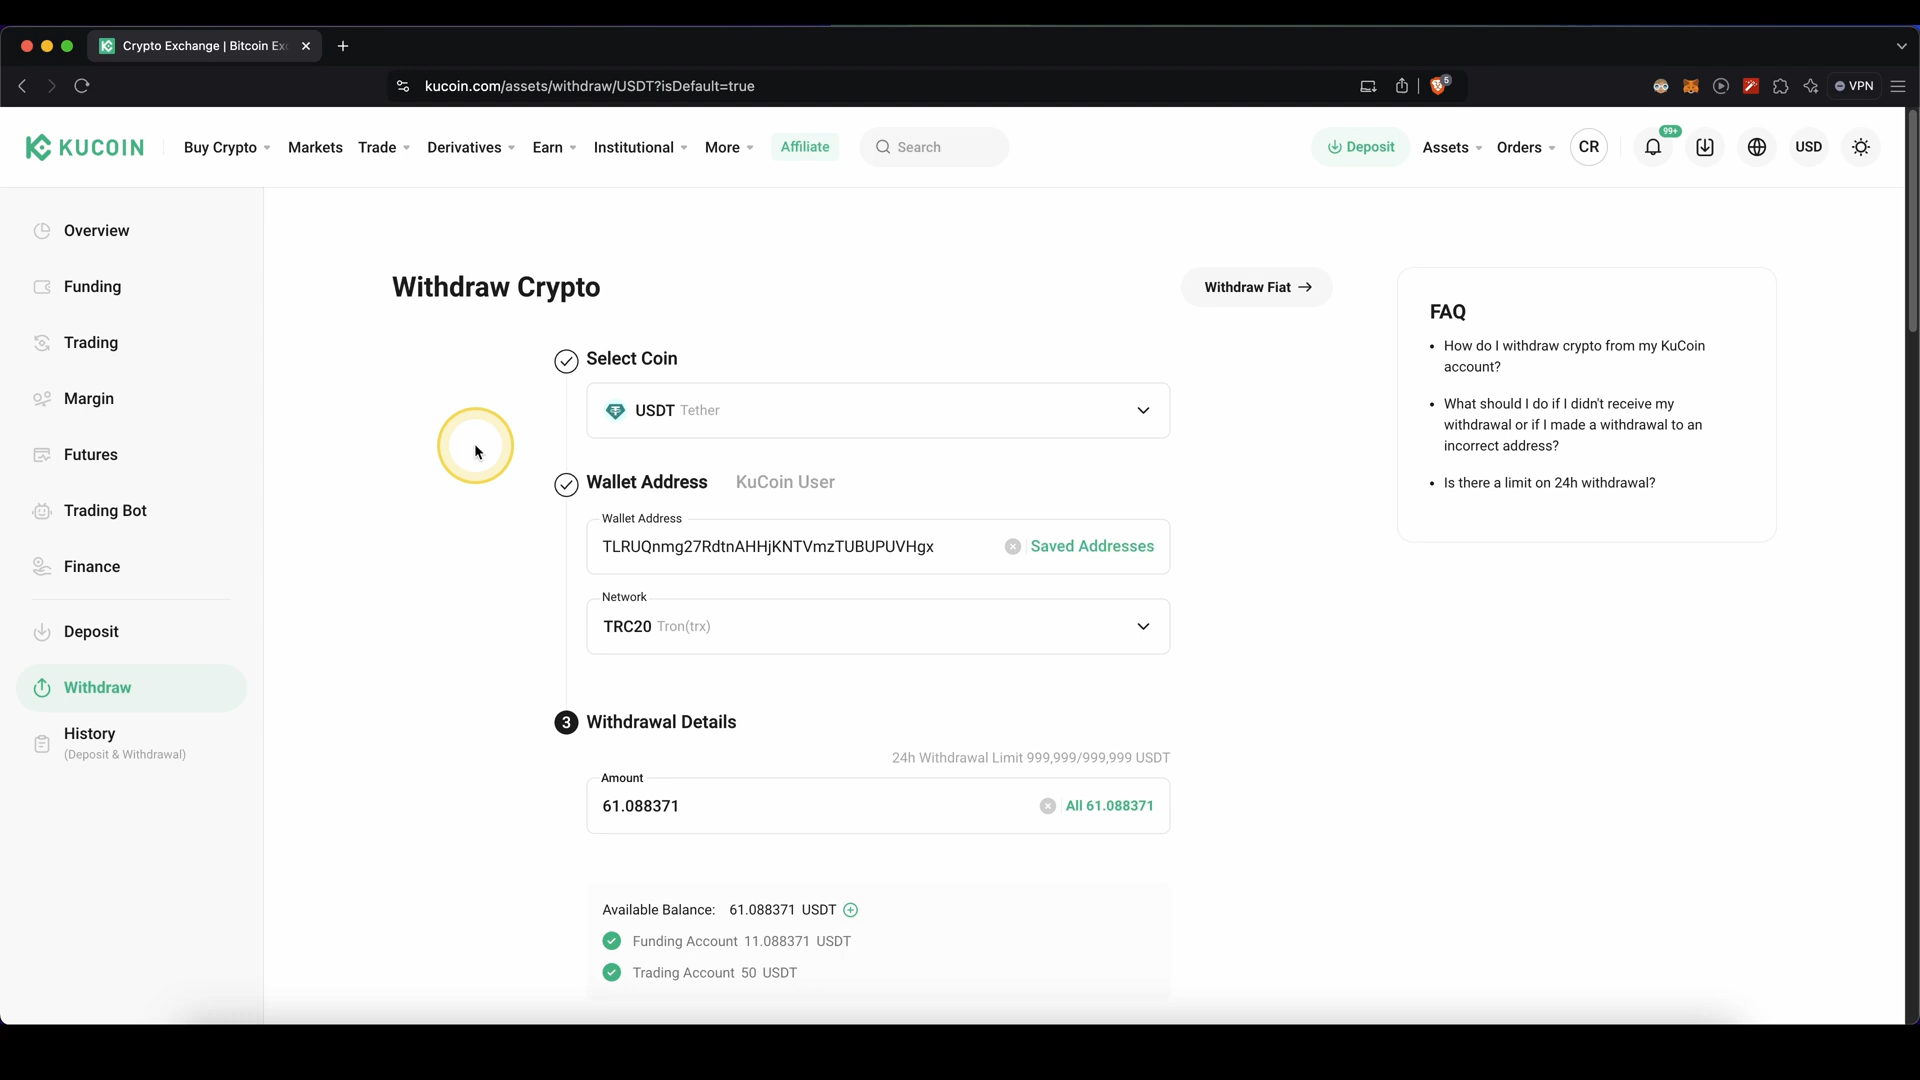 Crypto Exchange | Bitcoin Ex
kucoin.com/assets/withdraw/USDT?isDefault=true
5
VPN
KUCOIN
Buy Crypto
Markets
Trade
Derivatives
Earn
Institutional
More
Affiliate
Search
Deposit
Assets
Orders
CR
99+
USD
Overview
Funding
Trading
Margin
Futures
Trading Bot
Finance
Deposit
Withdraw
History
(Deposit & Withdrawal)
Withdraw Crypto
Withdraw Fiat →
Select Coin
USDT Tether
Wallet Address KuCoin User
Wallet Address
TLRUQnmg27RdtnAHHjKNTVmzTUBUPUVHgx
Saved Addresses
Network
TRC20 Tron(trx)
3 Withdrawal Details
24h Withdrawal Limit 999,999/999,999 USDT
Amount
61.088371
All 61.088371
Available Balance: 61.088371 USDT
Funding Account 11.088371 USDT
Trading Account 50 USDT
FAQ
• How do I withdraw crypto from my KuCoin
account?
• What should I do if I didn't receive my
withdrawal or if I made a withdrawal to an
incorrect address?
• Is there a limit on 24h withdrawal?